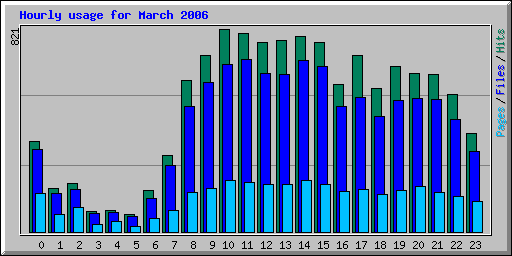 Hourly usage for March 2006
821
Pages/Files/Hits
0 1 2 3 4 5 6 7 8 9 10 11 12 13 14 15 16 17 18 19 20 21 22 23